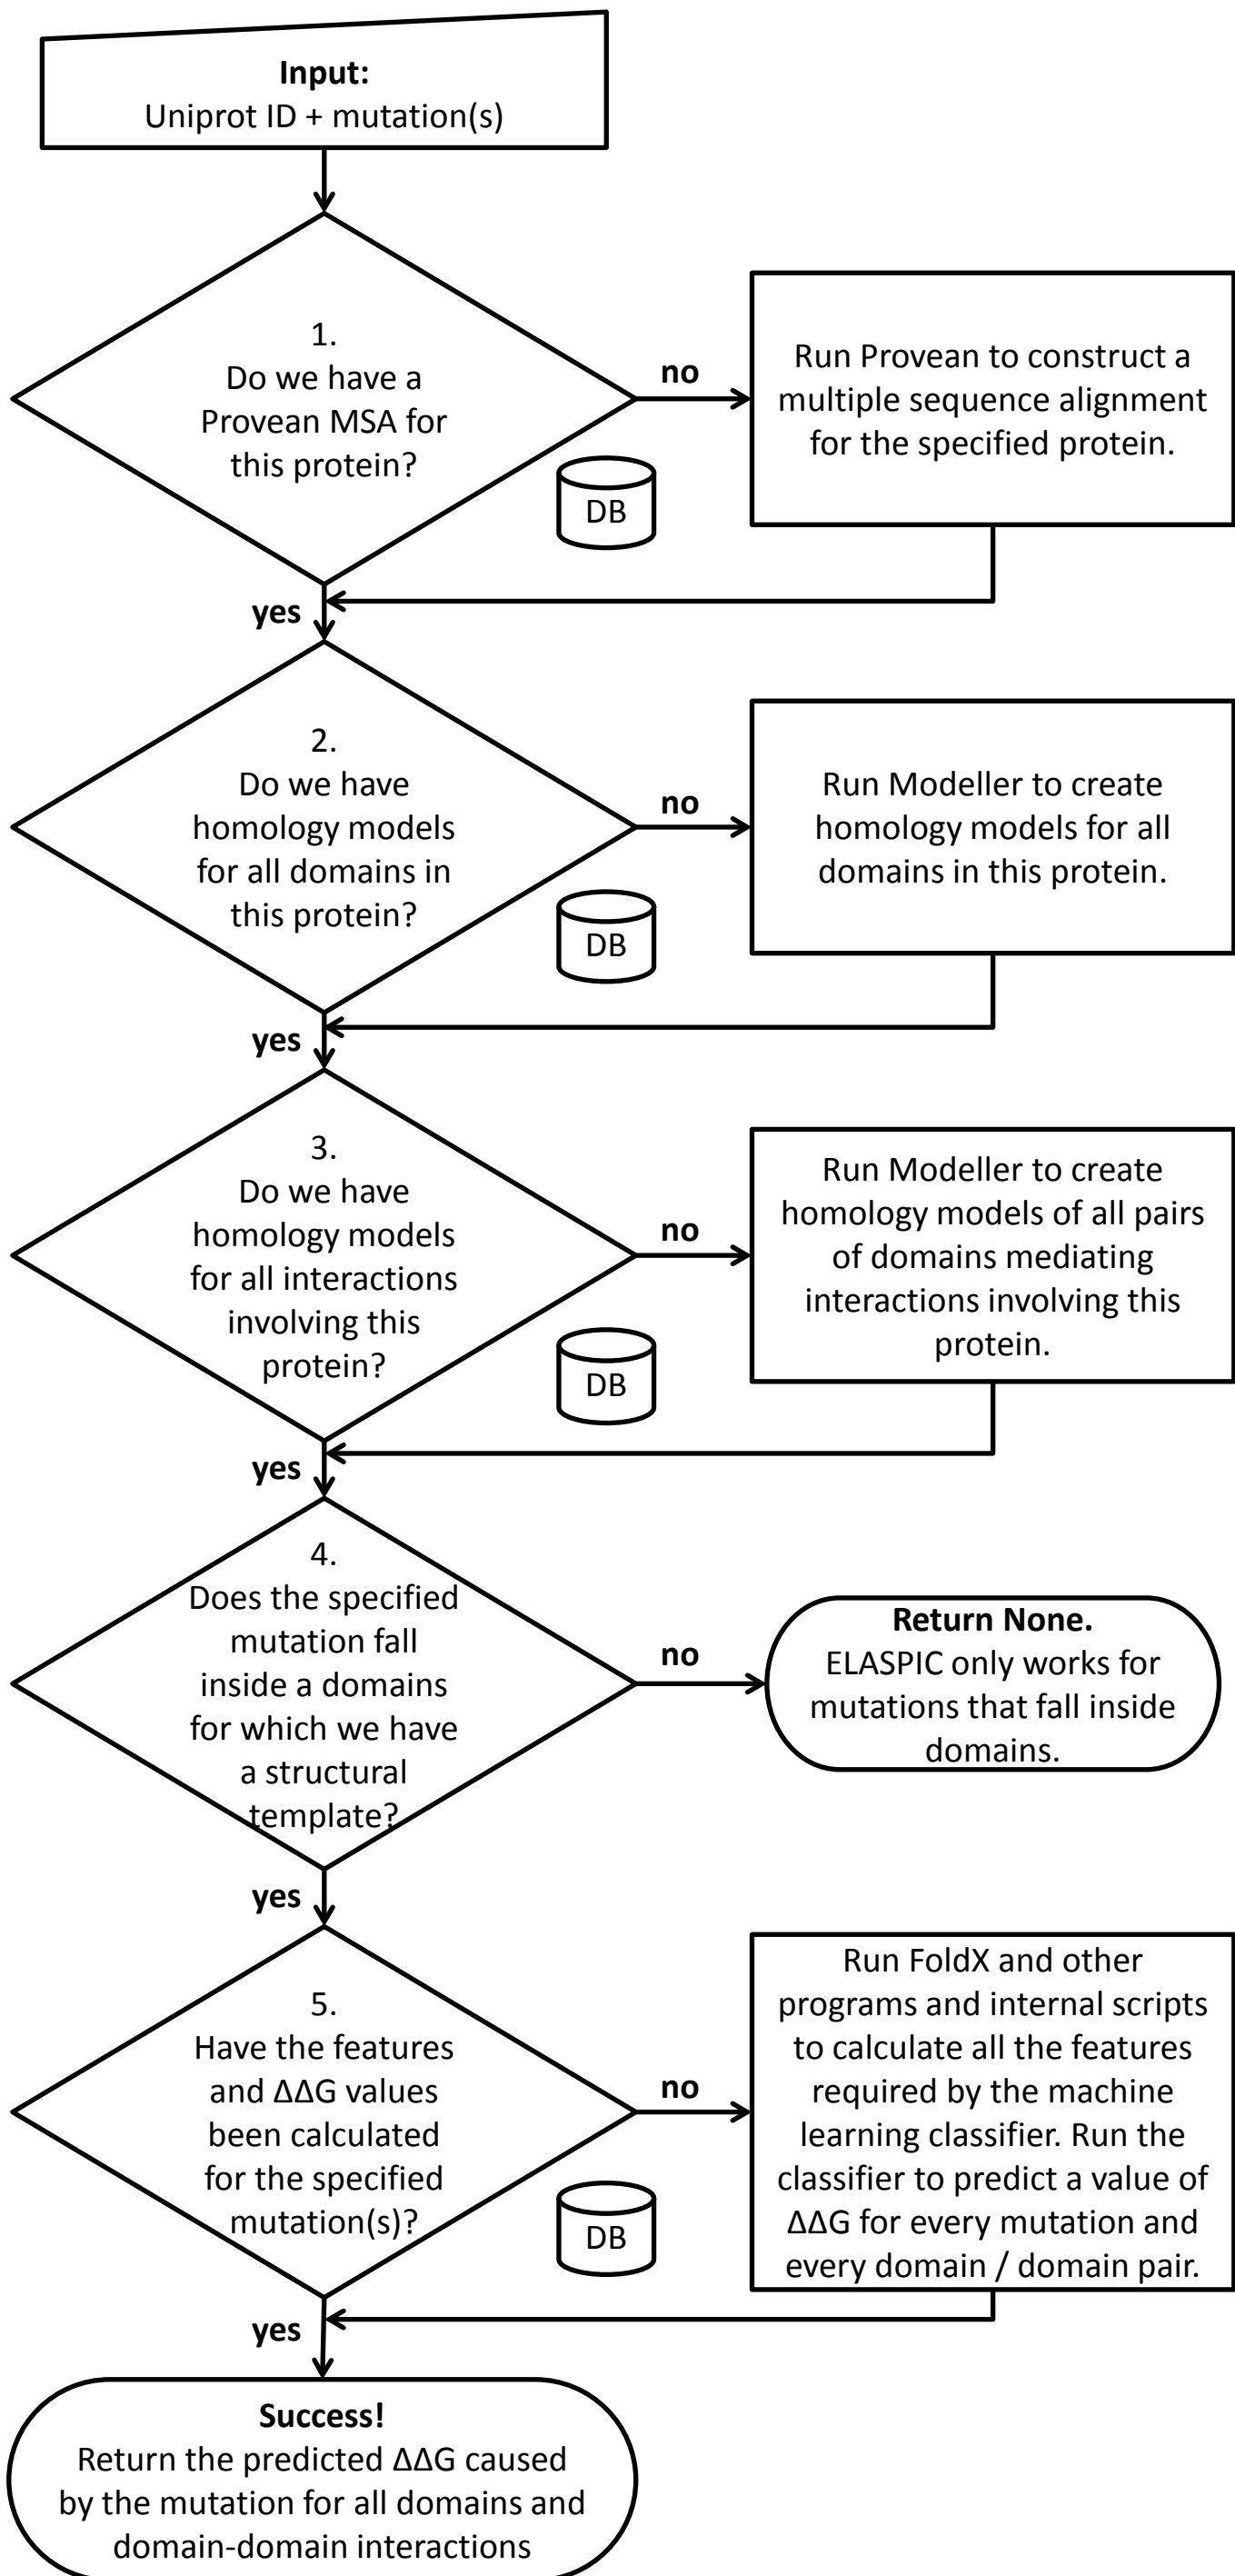 Input:
Uniprot ID + mutation(s)
1.
Do we have a
Provean MSA for
this protein?
no
Run Provean to construct a
multiple sequence alignment
for the specified protein.
DB
yes
2.
Do we have
homology models
for all domains in
this protein?
no
Run Modeller to create
homology models for all
domains in this protein.
DB
yes
3.
Do we have
homology models
for all interactions
involving this
protein?
no
Run Modeller to create
homology models of all pairs
of domains mediating
interactions involving this
protein.
DB
yes
4.
Does the specified
mutation fall
inside a domains
for which we have
a structural
template?
no
Return None.
ELASPIC only works for
mutations that fall inside
domains.
yes
5.
Have the features
and ΔΔG values
been calculated
for the specified
mutation(s)?
no
Run FoldX and other
programs and internal scripts
to calculate all the features
required by the machine
learning classifier. Run the
classifier to predict a value of
ΔΔG for every mutation and
every domain / domain pair.
DB
yes
Success!
Return the predicted ΔΔG caused
by the mutation for all domains and
domain-domain interactions